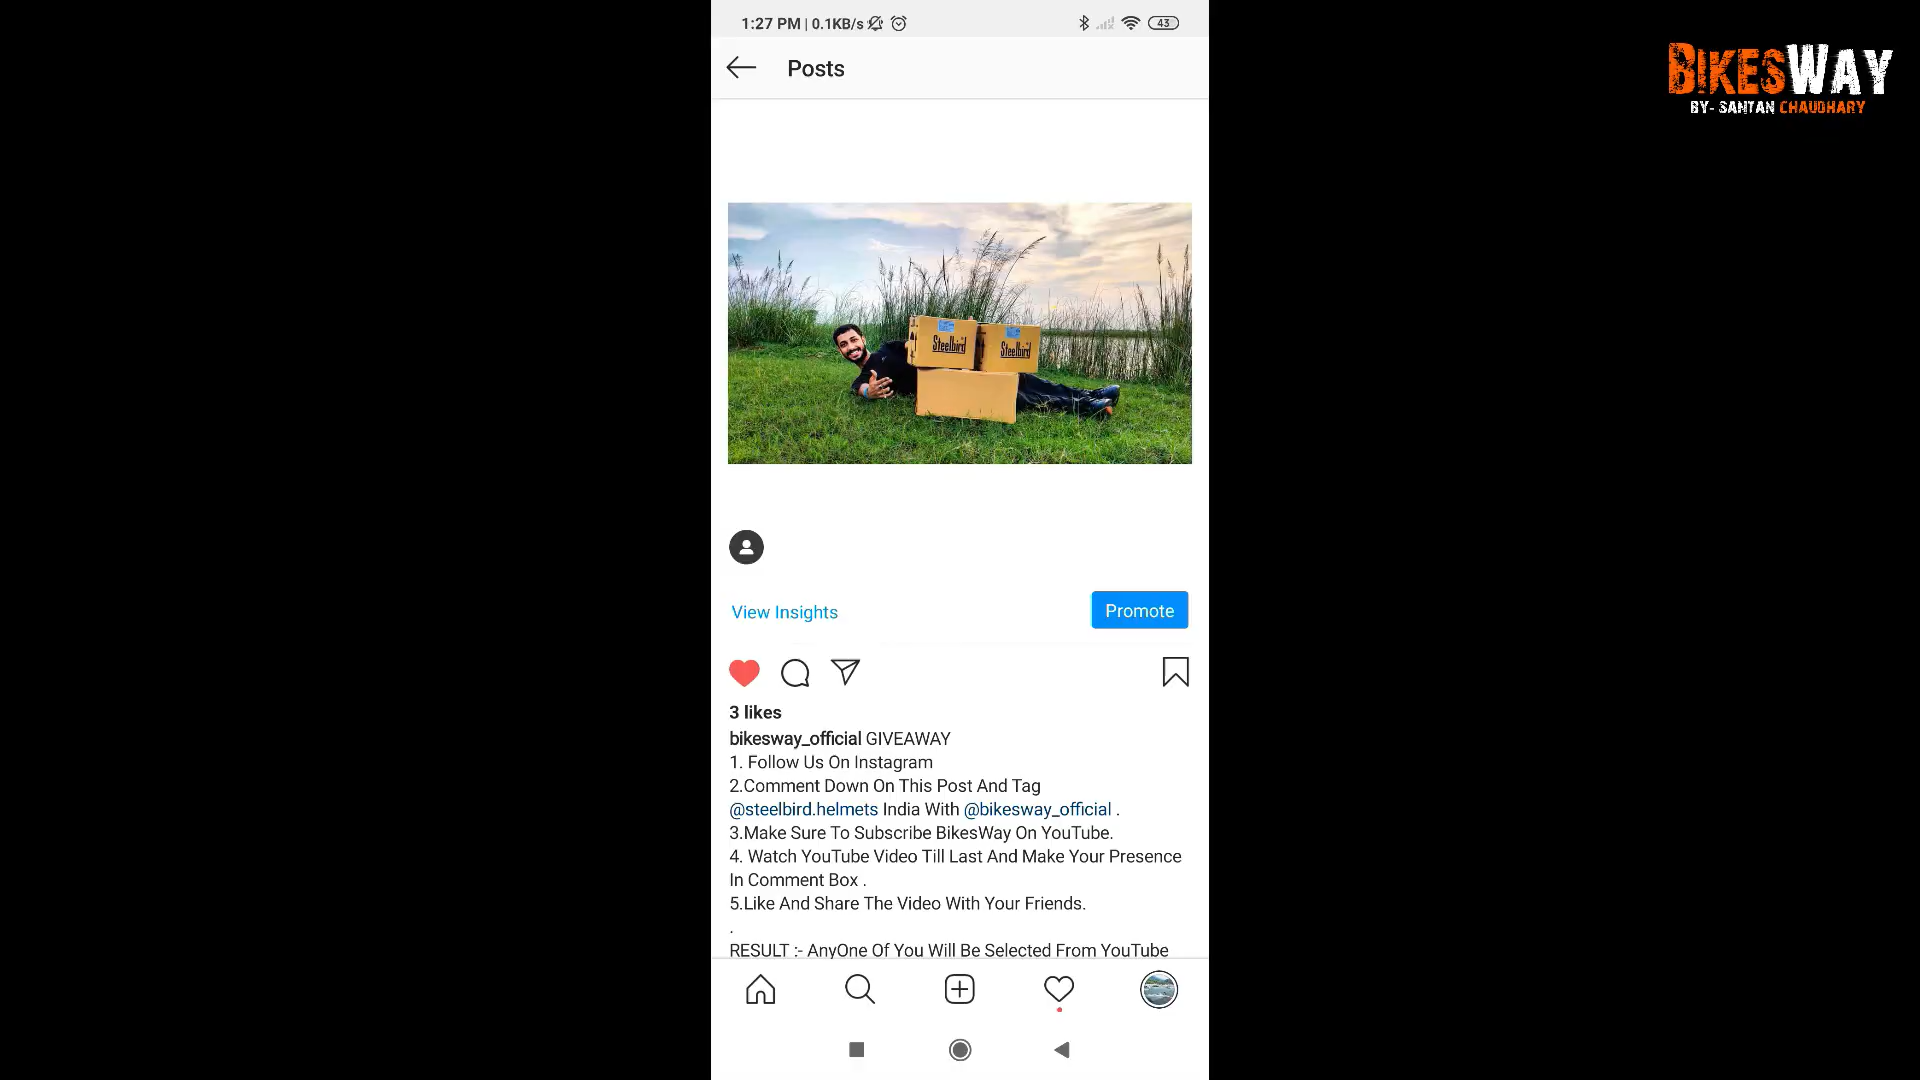 1:27 PM | 0.1KB/s
43
BIKESWAY
BY- SANTAN CHAUDHARY
Posts
Steelbird
Steelbird
View Insights
Promote
3 likes
bikesway_official GIVEAWAY
1. Follow Us On Instagram
2.Comment Down On This Post And Tag
@steelbird.helmets India With @bikesway_official .
3.Make Sure To Subscribe BikesWay On YouTube.
4. Watch YouTube Video Till Last And Make Your Presence
In Comment Box .
5.Like And Share The Video With Your Friends.
.
RESULT :- AnyOne Of You Will Be Selected From YouTube